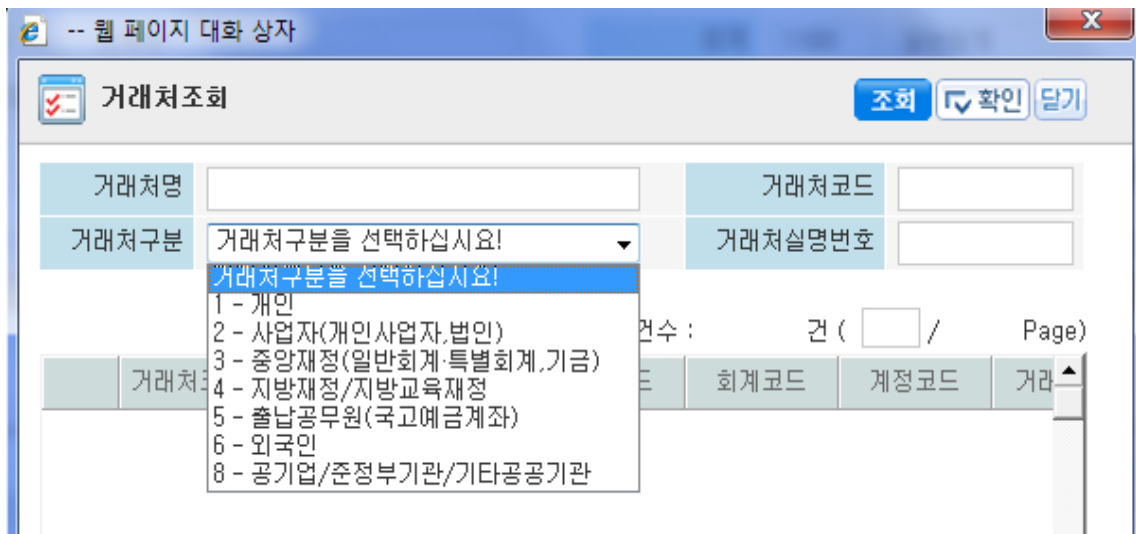 -- 웹 페이지 대화 상자
거래처조회 조회 확인 닫기
거래처명 거래처코드
거래처구분 거래처구분을 선택하십시요! 거래처실명번호
거래처구분을 선택하십시요!
1 - 개인
2 - 사업자(개인사업자,법인)
3 - 중앙재정(일반회계·특별회계,기금)
4 - 지방재정/지방교육재정
5 - 출납공무원(국고예금계좌)
6 - 외국인
8 - 공기업/준정부기관/기타공공기관
건수 : 건 ( / Page)
거래처 회계코드 계정코드 거래